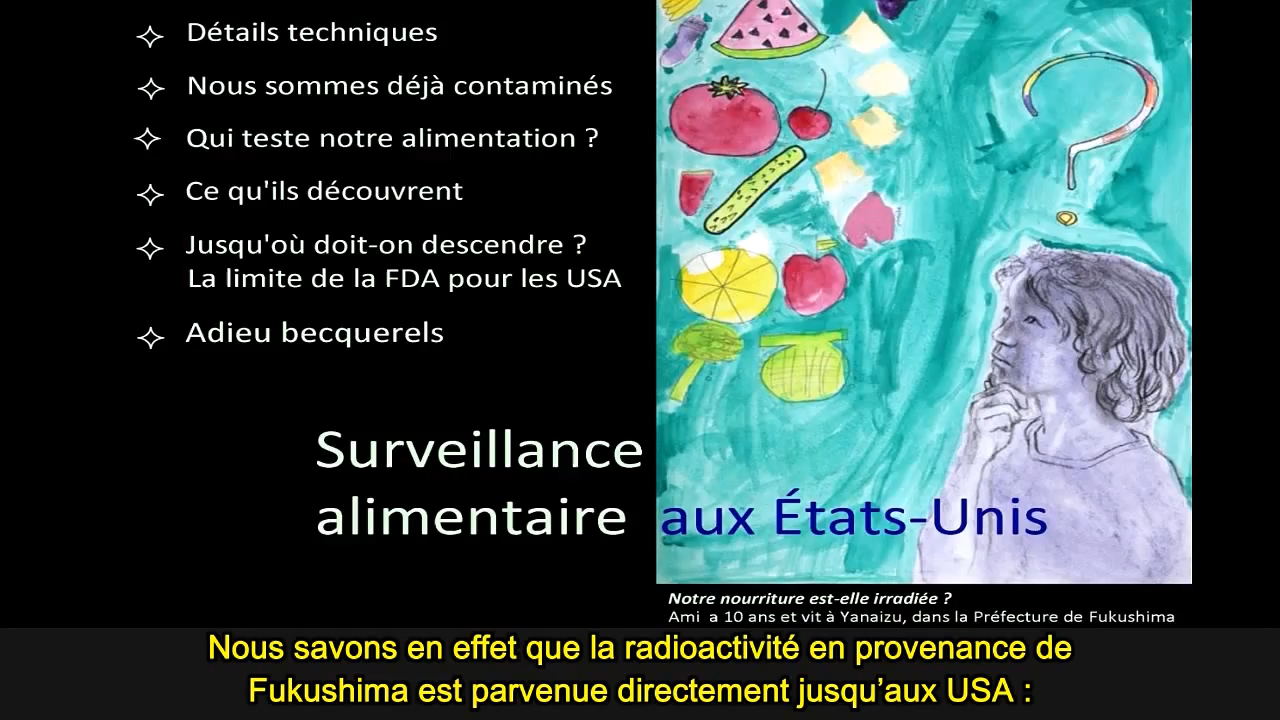 Détails techniques
Nous sommes déjà contaminés
Qui teste notre alimentation ?
Ce qu'ils découvrent
Jusqu'où doit-on descendre ?
La limite de la FDA pour les USA
Adieu becquerels
Surveillance
alimentaire aux États-Unis
Notre nourriture est-elle irradiée ?
Ami a 10 ans et vit à Yanaizu, dans la Préfecture de Fukushima
Nous savons en effet que la radioactivité en provenance de
Fukushima est parvenue directement jusqu’aux USA :